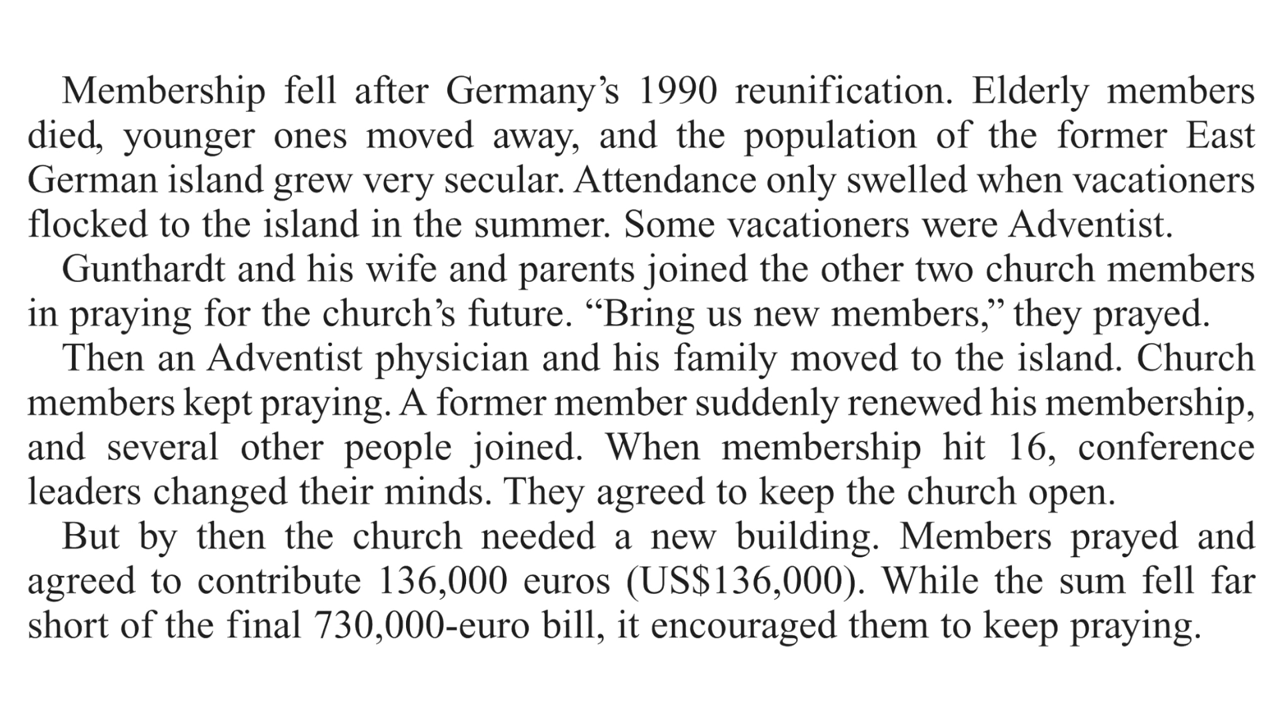 Membership fell after Germany’s 1990 reunification. Elderly members
died, younger ones moved away, and the population of the former East
German island grew very secular. Attendance only swelled when vacationers
flocked to the island in the summer. Some vacationers were Adventist.
Gunthardt and his wife and parents joined the other two church members
in praying for the church’s future. “Bring us new members,” they prayed.
Then an Adventist physician and his family moved to the island. Church
members kept praying. A former member suddenly renewed his membership,
and several other people joined. When membership hit 16, conference
leaders changed their minds. They agreed to keep the church open.
But by then the church needed a new building. Members prayed and
agreed to contribute 136,000 euros (US$136,000). While the sum fell far
short of the final 730,000-euro bill, it encouraged them to keep praying.